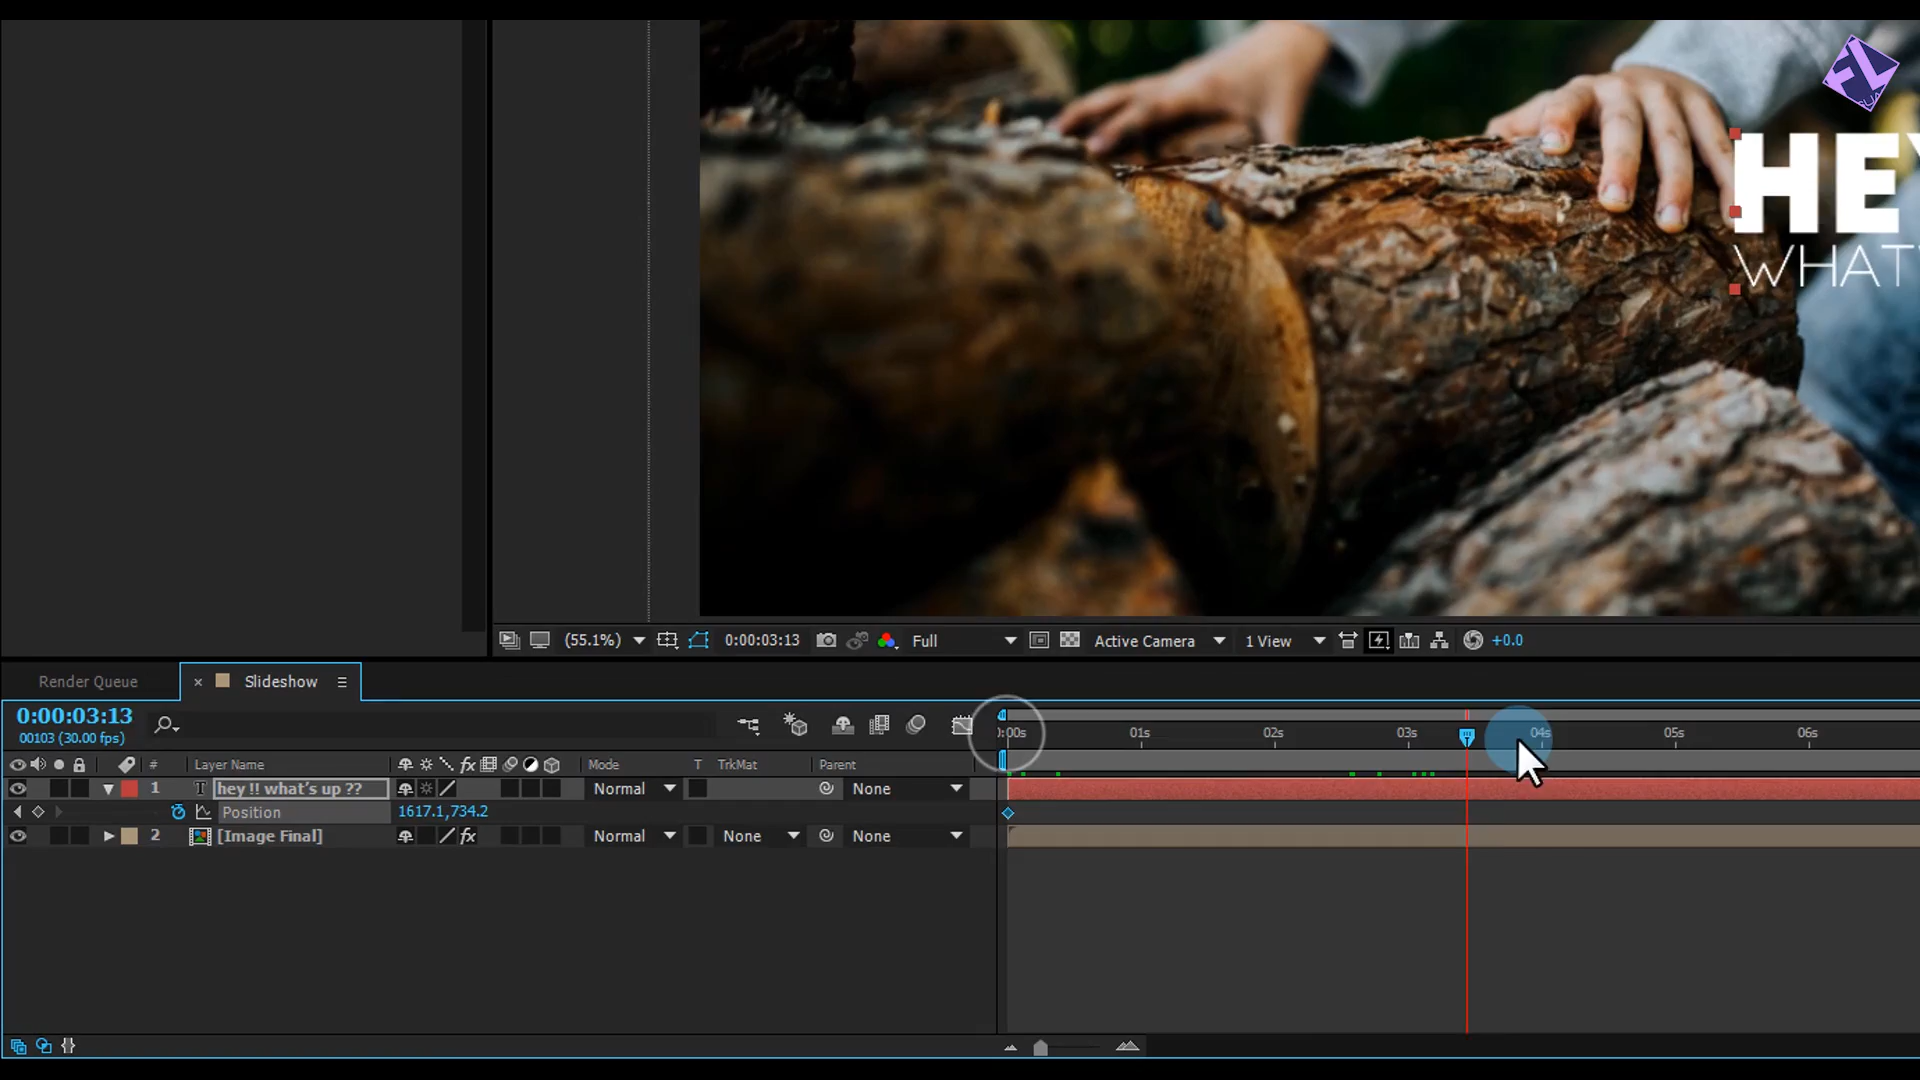 HEY
WHAT'
(55.1%)
0:00:03:13
Full
Active Camera
1 View
+0.0
Render Queue
× Slideshow
0:00:03:13
00103 (30.00 fps)
:00s 01s 02s 03s 04s 05s 06s
# Layer Name fx Mode T TrkMat Parent
1 T hey !! what's up ?? Normal None
Position 1617.1,734.2
2 [Image Final] fx Normal None None